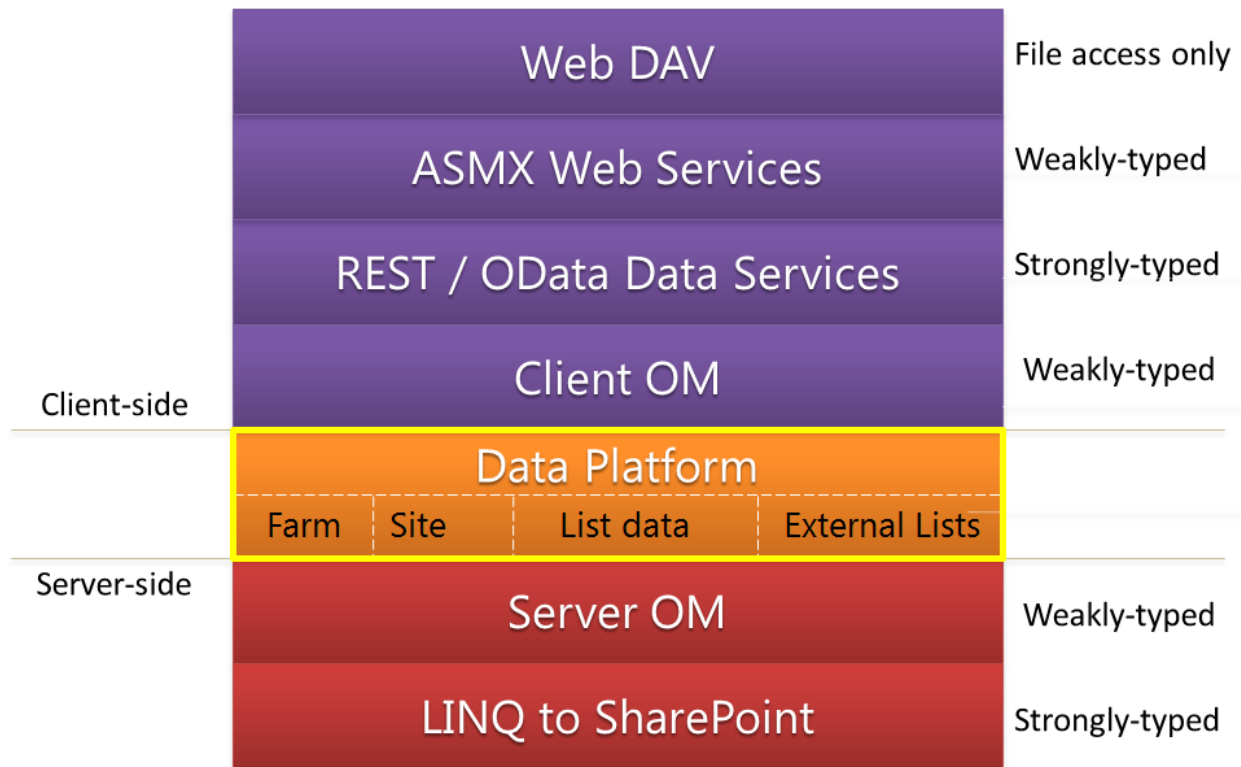 Web DAV
File access only
ASMX Web Services
Weakly-typed
REST / OData Data Services
Strongly-typed
Client OM
Weakly-typed
Client-side
Data Platform
Farm
Site
List data
External Lists
Server-side
Server OM
Weakly-typed
LINQ to SharePoint
Strongly-typed